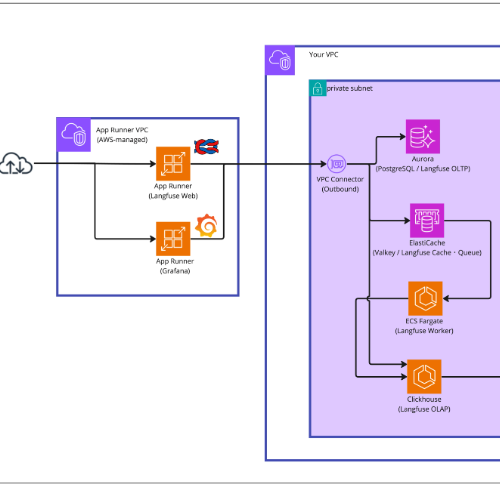 Your VPC
private subnet
App Runner VPC
(AWS-managed)
App Runner
(Langfuse Web)
App Runner
(Grafana)
VPC Connector
(Outbound)
Aurora
(PostgreSQL / Langfuse OLTP)
ElastiCache
(Valkey / Langfuse Cache・Queue)
ECS Fargate
(Langfuse Worker)
Clickhouse
(Langfuse OLAP)